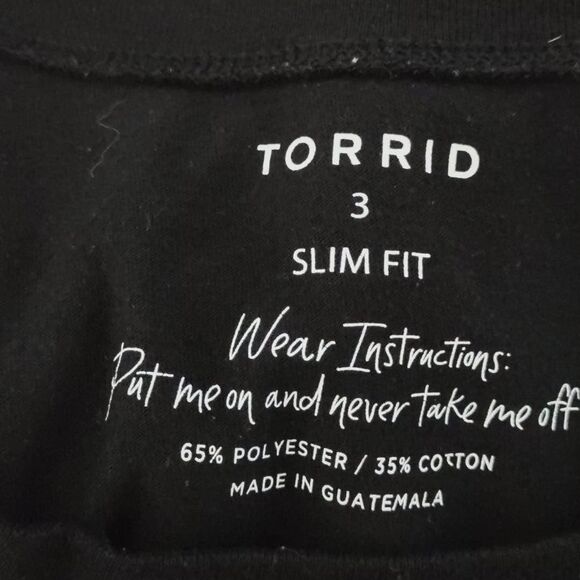 TORRID
3
SLIM FIT
Wear Instructions:
Put me on and never take me off
65% POLYESTER / 35% COTTON
MADE IN GUATEMALA